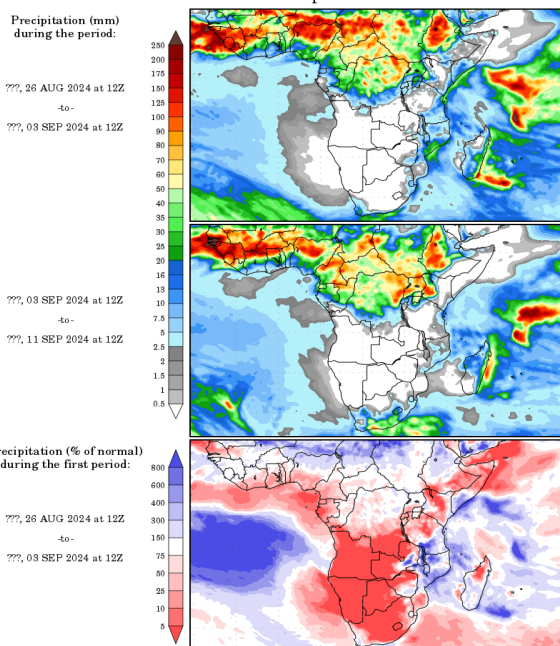 Precipitation (mm)
during the period:
250
200
175
150
125
100
90
80
70
60
50
40
35
30
25
20
16
13
10
7.5
5
2.5
2
1.5
1
0.5
???, 26 AUG 2024 at 12Z
-to-
???, 03 SEP 2024 at 12Z
???, 03 SEP 2024 at 12Z
-to-
???, 11 SEP 2024 at 12Z
recipitation (% of normal)
during the first period:
800
600
400
300
150
75
50
25
10
5
???, 26 AUG 2024 at 12Z
-to-
???, 03 SEP 2024 at 12Z